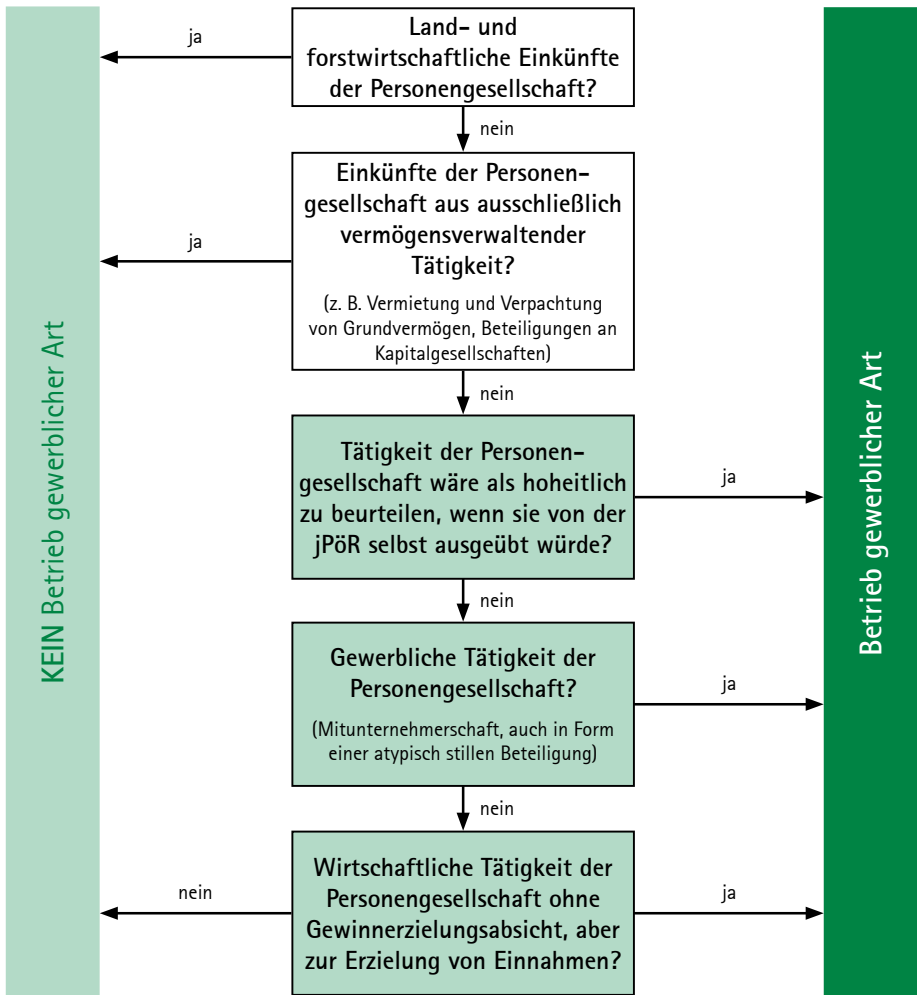 Land- und
forstwirtschaftliche Einkünfte
der Personengesellschaft?
ja
nein
Einkünfte der Personen-
gesellschaft aus ausschließlich
vermögensverwaltender
Tätigkeit?
(z. B. Vermietung und Verpachtung
von Grundvermögen, Beteiligungen an
Kapitalgesellschaften)
ja
nein
Tätigkeit der Personen-
gesellschaft wäre als hoheitlich
zu beurteilen, wenn sie von der
jPöR selbst ausgeübt würde?
ja
nein
Gewerbliche Tätigkeit der
Personengesellschaft?
(Mitunternehmerschaft, auch in Form
einer atypisch stillen Beteiligung)
ja
nein
Wirtschaftliche Tätigkeit der
Personengesellschaft ohne
Gewinnerzielungsabsicht, aber
zur Erzielung von Einnahmen?
nein
ja
KEIN Betrieb gewerblicher Art
Betrieb gewerblicher Art